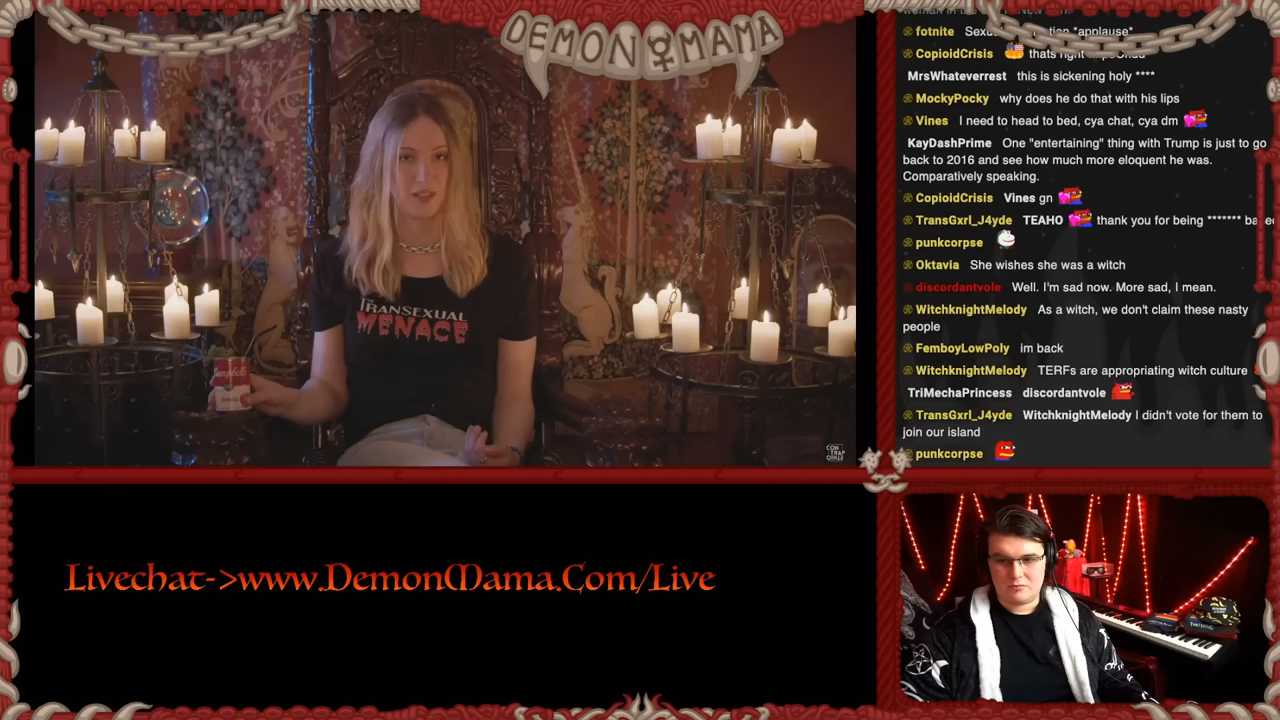 DEMON MAMA
THE
TRANSEXUAL
MENACE
Campbell's
CON
TRAP
fotnite
*applause*
CopioidCrisis thats right
MrsWhateverrest this is sickening holy ****
MockyPocky why does he do that with his lips
Vines I need to head to bed, cya chat, cya dm
KayDashPrime One "entertaining" thing with Trump is just to go
back to 2016 and see how much more eloquent he was.
Comparatively speaking.
CopioidCrisis Vines gn
TransGxrl_J4yde TEAHO thank you for being *******
punkcorpse
Oktavia She wishes she was a witch
discordantvole Well. I'm sad now. More sad, I mean.
WitchknightMelody As a witch, we don't claim these nasty
people
FemboyLowPoly im back
WitchknightMelody TERFs are appropriating witch culture
TriMechaPrincess discordantvole
TransGxrl_J4yde WitchknightMelody I didn't vote for them to
join our island
punkcorpse
Livechat->www.DemonMama.Com/Live